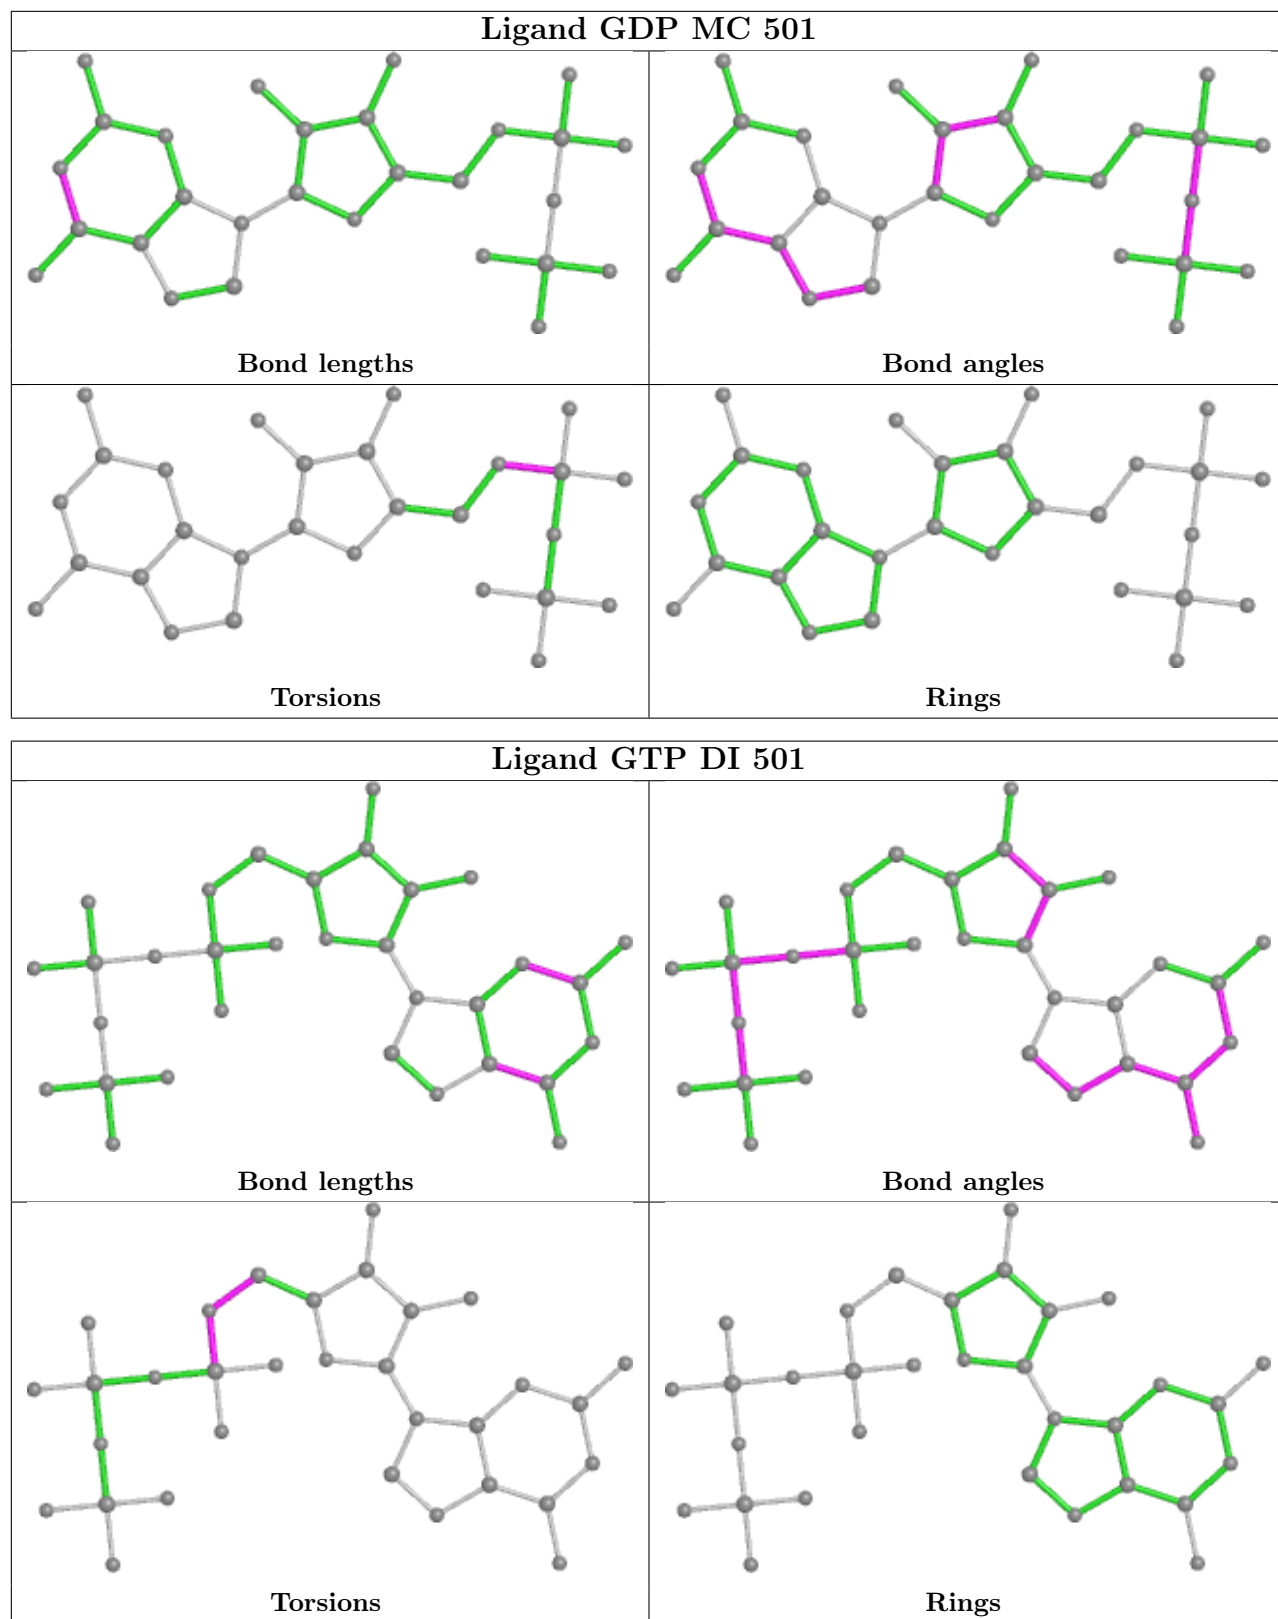 Ligand GDP MC 501
Bond lengths
Bond angles
Torsions
Rings
Ligand GTP DI 501
Bond lengths
Bond angles
Torsions
Rings